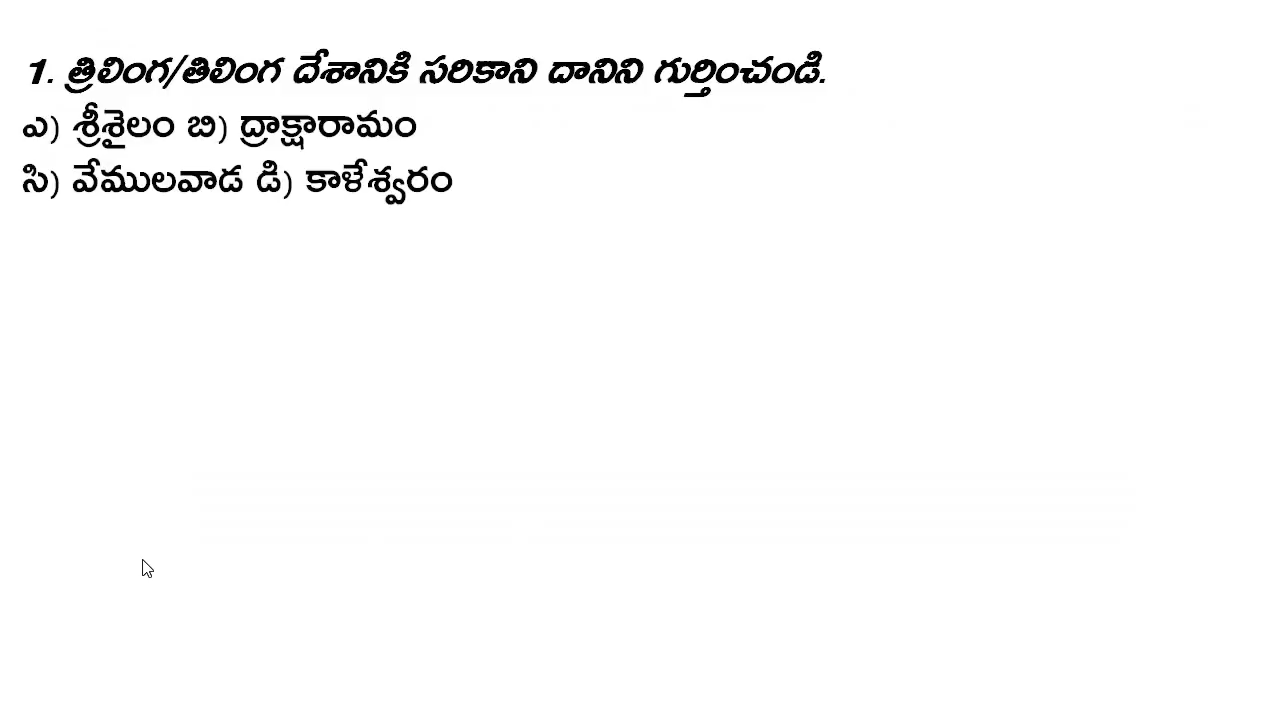 1. త్రిలింగ/తిలింగ దేశానికి సరికాని దానిని గుర్తించండి.
ఎ) శ్రీశైలం బి) ద్రాక్షారామం
సి) వేములవాడ డి) కాళేశ్వరం